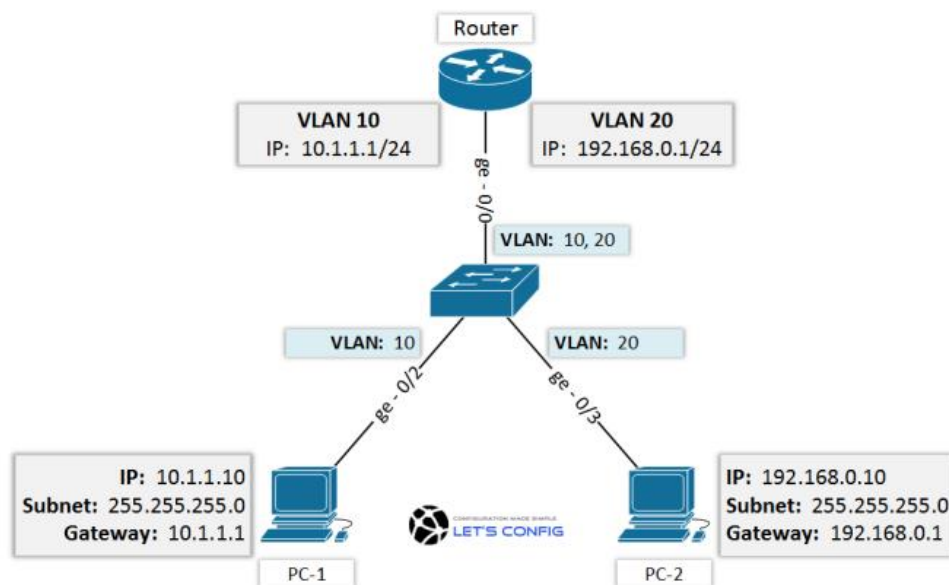 Router
VLAN 10
IP: 10.1.1.1/24
VLAN 20
IP: 192.168.0.1/24
ge - 0/0
VLAN: 10, 20
VLAN: 10
VLAN: 20
ge - 0/2
ge - 0/3
IP: 10.1.1.10
Subnet: 255.255.255.0
Gateway: 10.1.1.1
CONFIGURATION MADE SIMPLE
LET'S CONFIG
IP: 192.168.0.10
Subnet: 255.255.255.0
Gateway: 192.168.0.1
PC-1
PC-2